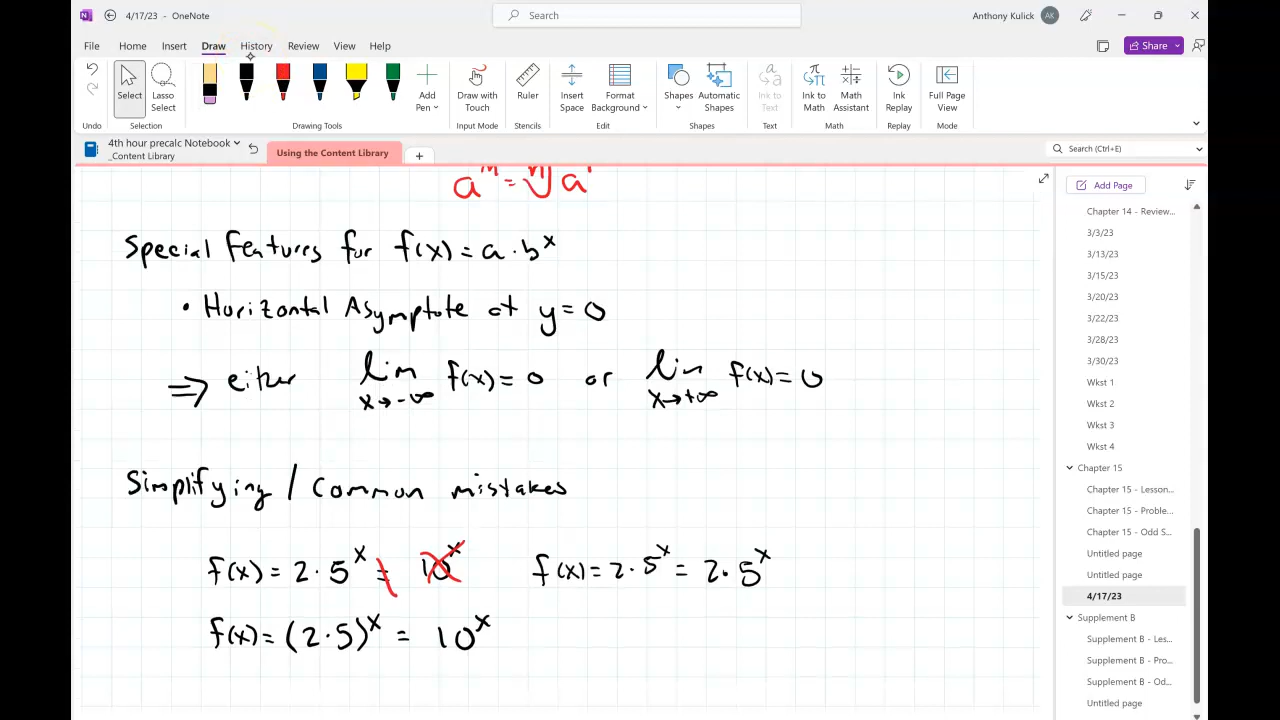 4/17/23 - OneNote
Search
Anthony Kulick
AK
File Home Insert Draw History Review View Help
Share
Undo
Select
Lasso Select
Selection
Drawing Tools
Add Pen
Draw with Touch
Input Mode
Ruler
Stencils
Insert Space
Format Background
Edit
Shapes
Automatic Shapes
Shapes
Ink to Text
Text
Ink to Math
Math Assistant
Math
Ink Replay
Replay
Full Page View
Mode
4th hour precalc Notebook
_Content Library
Using the Content Library
+
Search (Ctrl+E)
Add Page
Special Features for f(x) = a · b^x
• Horizontal Asymptote at y = 0
⇒ either lim x→-∞ f(x) = 0 or lim x→+∞ f(x) = 0
Simplifying / Common mistakes
f(x) = 2 · 5^x = 10^x f(x) = 2 · 5^x = 2 · 5^x
f(x) = (2 · 5)^x = 10^x
Chapter 14 - Review...
3/3/23
3/13/23
3/15/23
3/20/23
3/22/23
3/28/23
3/30/23
Wkst 1
Wkst 2
Wkst 3
Wkst 4
Chapter 15
Chapter 15 - Lesson...
Chapter 15 - Proble...
Chapter 15 - Odd S...
Untitled page
Untitled page
4/17/23
Supplement B
Supplement B - Les...
Supplement B - Pro...
Supplement B - Od...
Untitled page